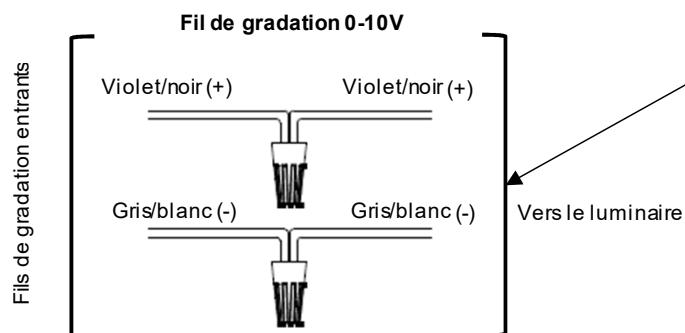 Fil de gradation 0-10V
Violet/noir (+)
Violet/noir (+)
Gris/blanc (-)
Gris/blanc (-)
Fils de gradation entrants
Vers le luminaire